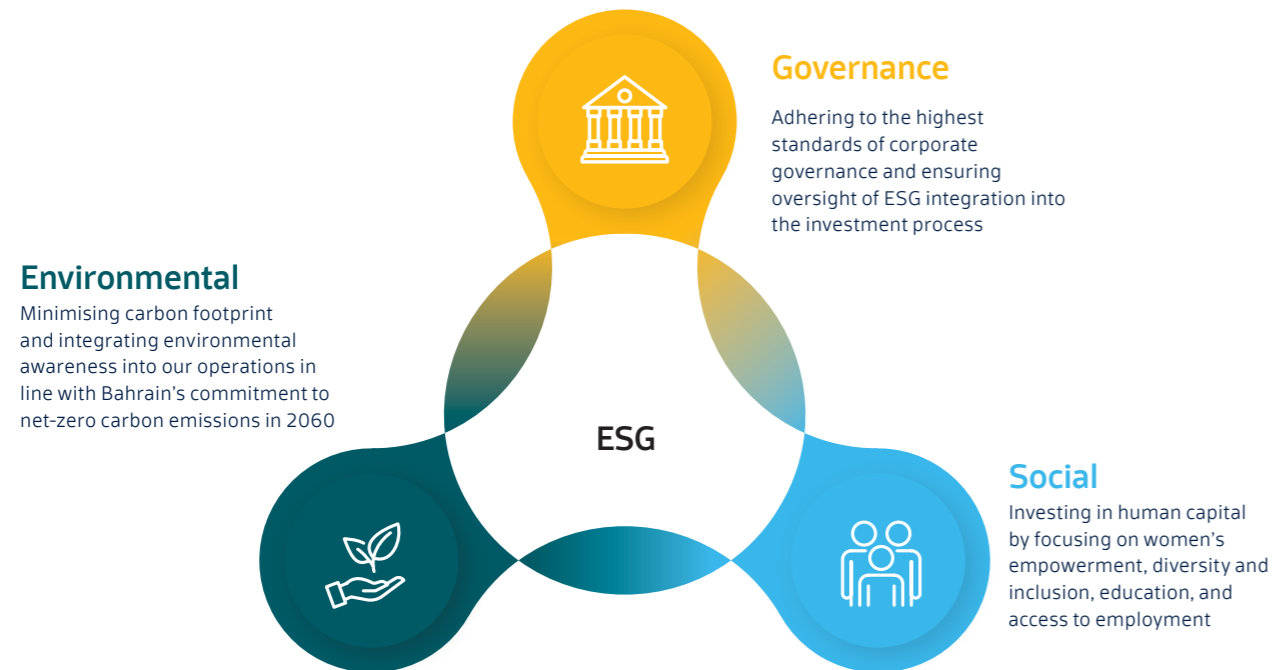 Governance
Adhering to the highest
standards of corporate
governance and ensuring
oversight of ESG integration into
the investment process
Environmental
Minimising carbon footprint
and integrating environmental
awareness into our operations in
line with Bahrain’s commitment to
net-zero carbon emissions in 2060
ESG
Social
Investing in human capital
by focusing on women’s
empowerment, diversity and
inclusion, education, and
access to employment